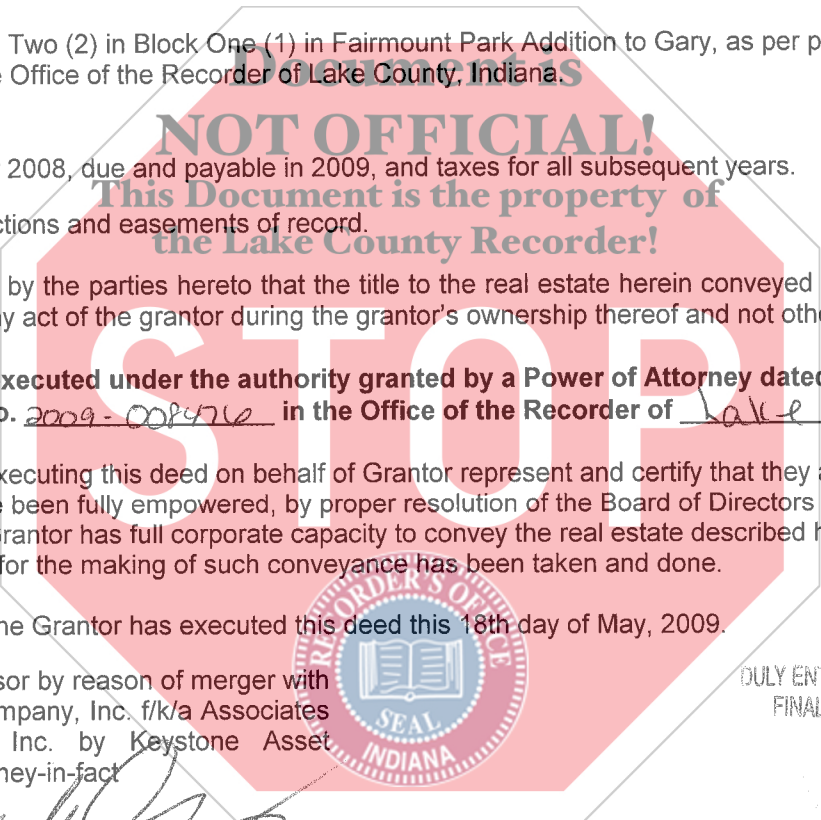 Two (2) in Block One (1) in Fairmount Park Addition to Gary, as per p
Office of the Recorder of Lake County, Indiana.
Document is
NOT OFFICIAL!
2008, due and payable in 2009, and taxes for all subsequent years.
This Document is the property of
ctions and easements of record.
the Lake County Recorder!
by the parties hereto that the title to the real estate herein conveyed
y act of the grantor during the grantor's ownership thereof and not othe
STOP
xecuted under the authority granted by a Power of Attorney dated
o. 2009-008476 in the Office of the Recorder of Lake
xecuting this deed on behalf of Grantor represent and certify that they a
e been fully empowered, by proper resolution of the Board of Directors
Grantor has full corporate capacity to convey the real estate described h
for the making of such conveyance has been taken and done.
ne Grantor has executed this deed this 18th day of May, 2009.
sor by reason of merger with
mpany, Inc. f/k/a Associates
Inc. by Keystone Asset
ney-in-fact
RECORDER'S OFFICE
SEAL
INDIANA
DULY ENT
FINAL